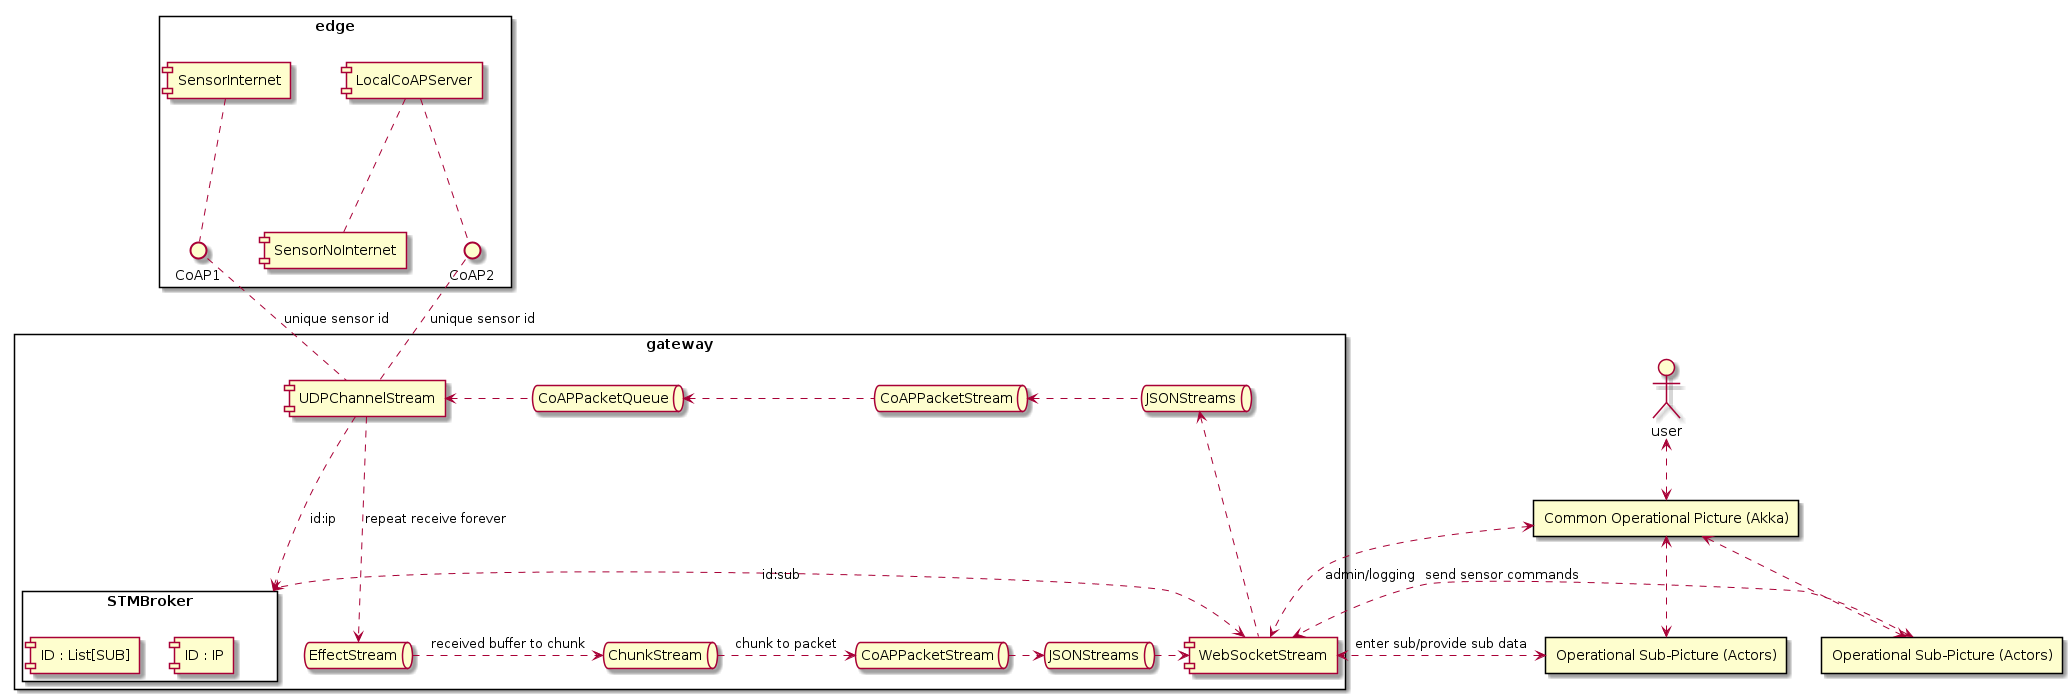 edge
SensorInternet
LocalCoAPServer
SensorNoInternet
CoAP1
CoAP2
unique sensor id
unique sensor id
gateway
UDPChannelStream
CoAPPacketQueue
CoAPPacketStream
JSONStreams
user
id:ip
repeat receive forever
Common Operational Picture (Akka)
id:sub
admin/logging
send sensor commands
STMBroker
ID : List[SUB]
ID : IP
EffectStream
received buffer to chunk
ChunkStream
chunk to packet
CoAPPacketStream
JSONStreams
WebSocketStream
enter sub/provide sub data
Operational Sub-Picture (Actors)
Operational Sub-Picture (Actors)